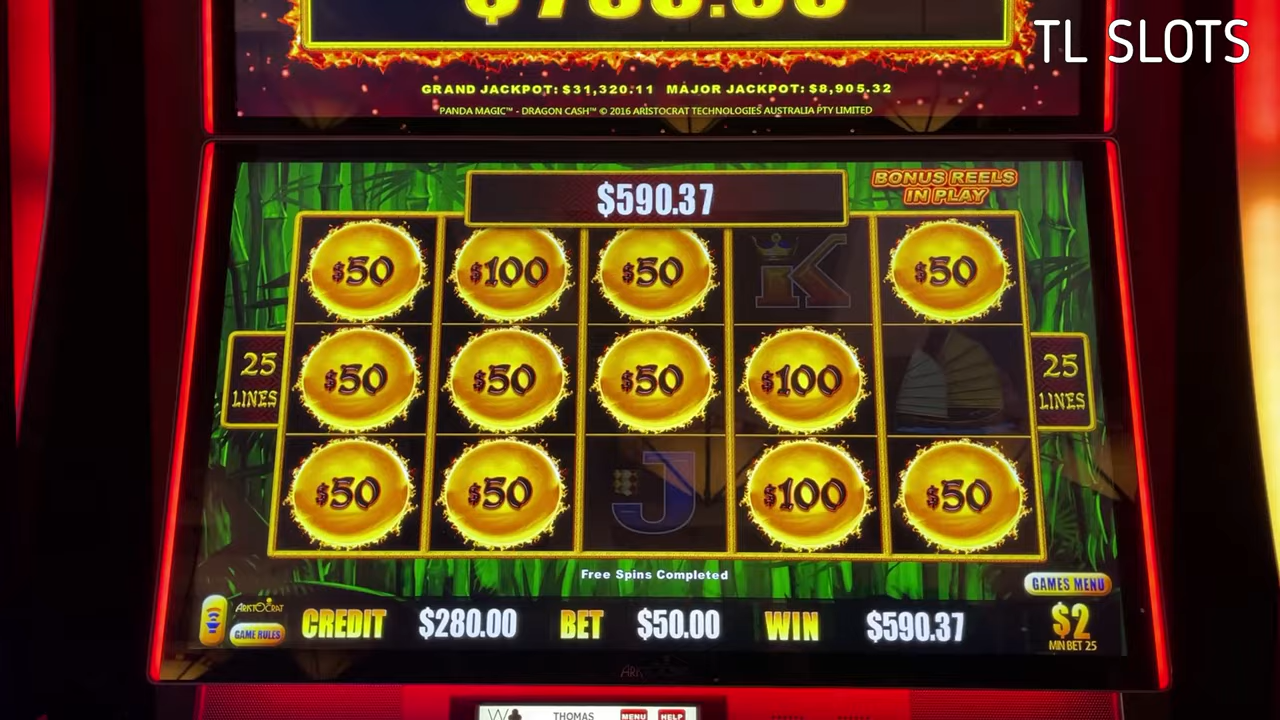 TL SLOTS
GRAND JACKPOT: $31,320.11 MAJOR JACKPOT: $8,905.32
PANDA MAGIC™ - DRAGON CASH™ © 2016 ARISTOCRAT TECHNOLOGIES AUSTRALIA PTY LIMITED
$590.37
BONUS REELS
IN PLAY
$50 $100 $50 K $50
25
LINES
$50 $50 $50 $100
25
LINES
$50 $50 J $100 $50
Free Spins Completed
GAMES MENU
ARISTOCRAT
GAME RULES
CREDIT $280.00 BET $50.00 WIN $590.37
$2
MIN BET 25
THOMAS
MENU
HELP